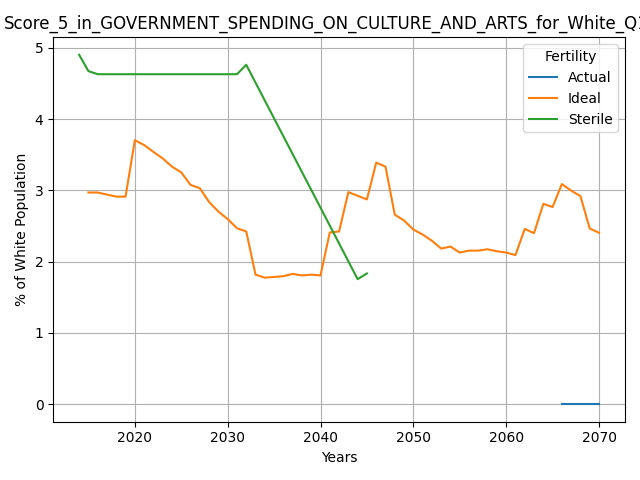 Score_5_in_GOVERNMENT_SPENDING_ON_CULTURE_AND_ARTS_for_White_Q
Fertility
Actual
Ideal
Sterile
% of White Population
5
4
3
2
1
0
2020 2030 2040 2050 2060 2070
Years